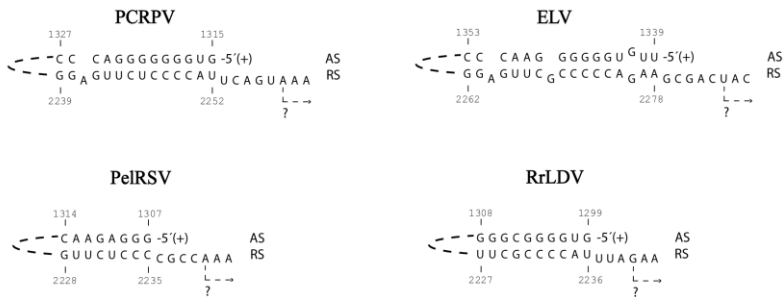 PCRPV
1327 1315
C C C A G G G G G G G U G -5´(+) AS
G G A G U U C U C C C C A U U C A G U A A A RS
2239 2252
?
ELV
1353 1339
C C C A A G G G G G G U G U U -5´(+) AS
G G A G U U C G C C C C C A G A A G C G A C U A C RS
2262 2278
?
PelRSV
1314 1307
C A A G A G G G -5´(+) AS
G U U C U C C C C G C C A A A RS
2228 2235
?
RrLDV
1308 1299
G G G C G G G G U G -5´(+) AS
U U C G C C C C A U U U A G A A RS
2227 2236
?